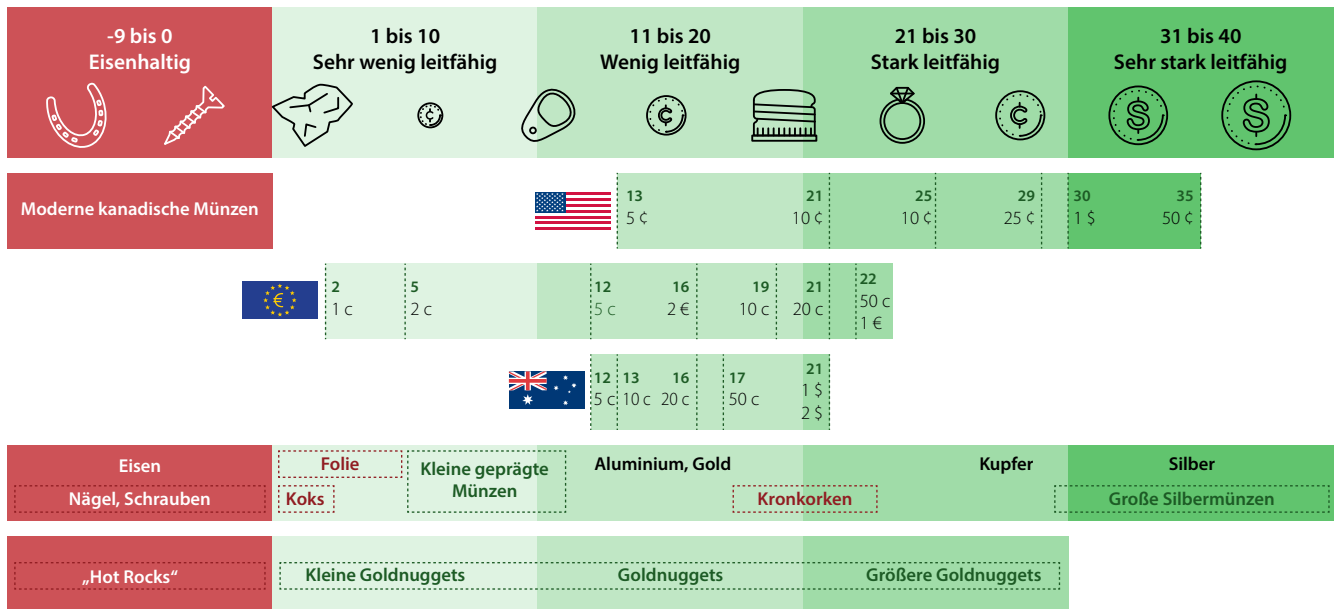 -9 bis 0
Eisenhaltig
1 bis 10
Sehr wenig leitfähig
11 bis 20
Wenig leitfähig
21 bis 30
Stark leitfähig
31 bis 40
Sehr stark leitfähig
¢
¢
¢
$
$
Moderne kanadische Münzen
13
5 ¢
21
10 ¢
25
10 ¢
29
25 ¢
30
1 $
35
50 ¢
€
2
1 c
5
2 c
12
5 c
16
2 €
19
10 c
21
20 c
22
50 c
1 €
12
5 c
13
10 c
16
20 c
17
50 c
21
1 $
2 $
Eisen
Nägel, Schrauben
Folie
Koks
Kleine geprägte
Münzen
Aluminium, Gold
Kronkorken
Kupfer
Silber
Große Silbermünzen
„Hot Rocks“
Kleine Goldnuggets
Goldnuggets
Größere Goldnuggets